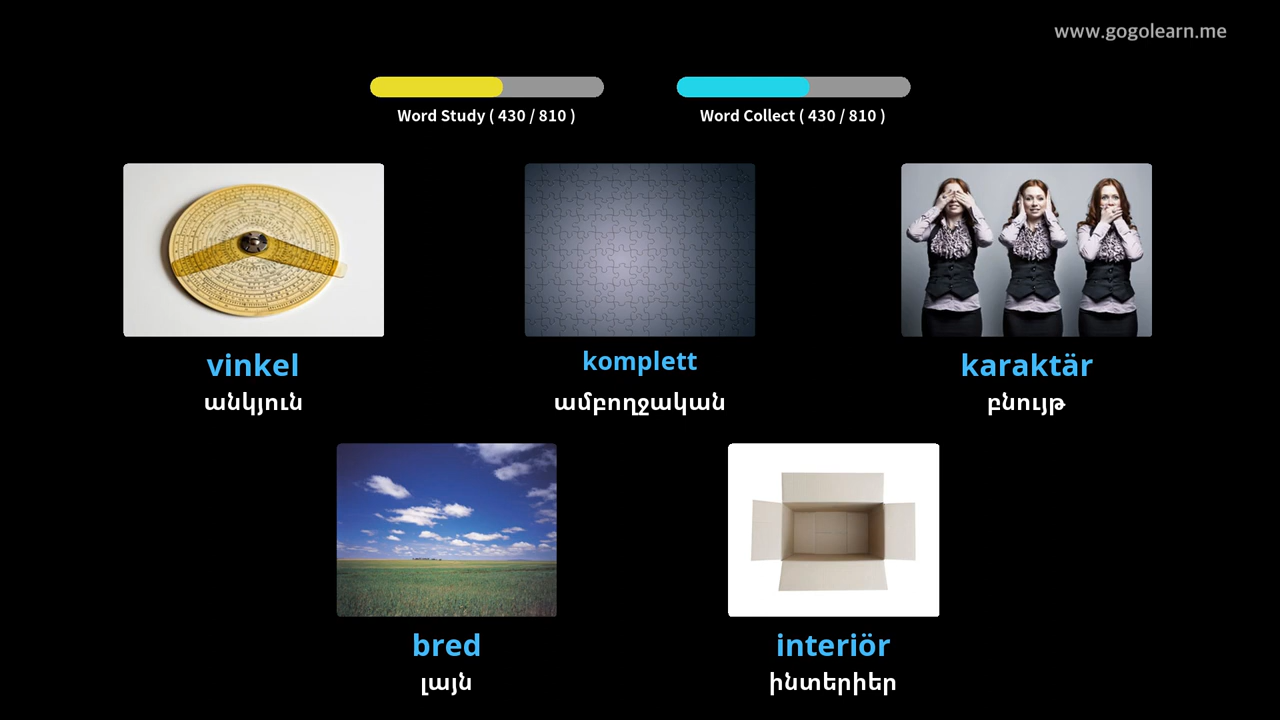 www.gogolearn.me
Word Study ( 430 / 810 )
Word Collect ( 430 / 810 )
vinkel
անկյուն
komplett
ամբողջական
karaktär
բնույթ
bred
լայն
interiör
ինտերիեր